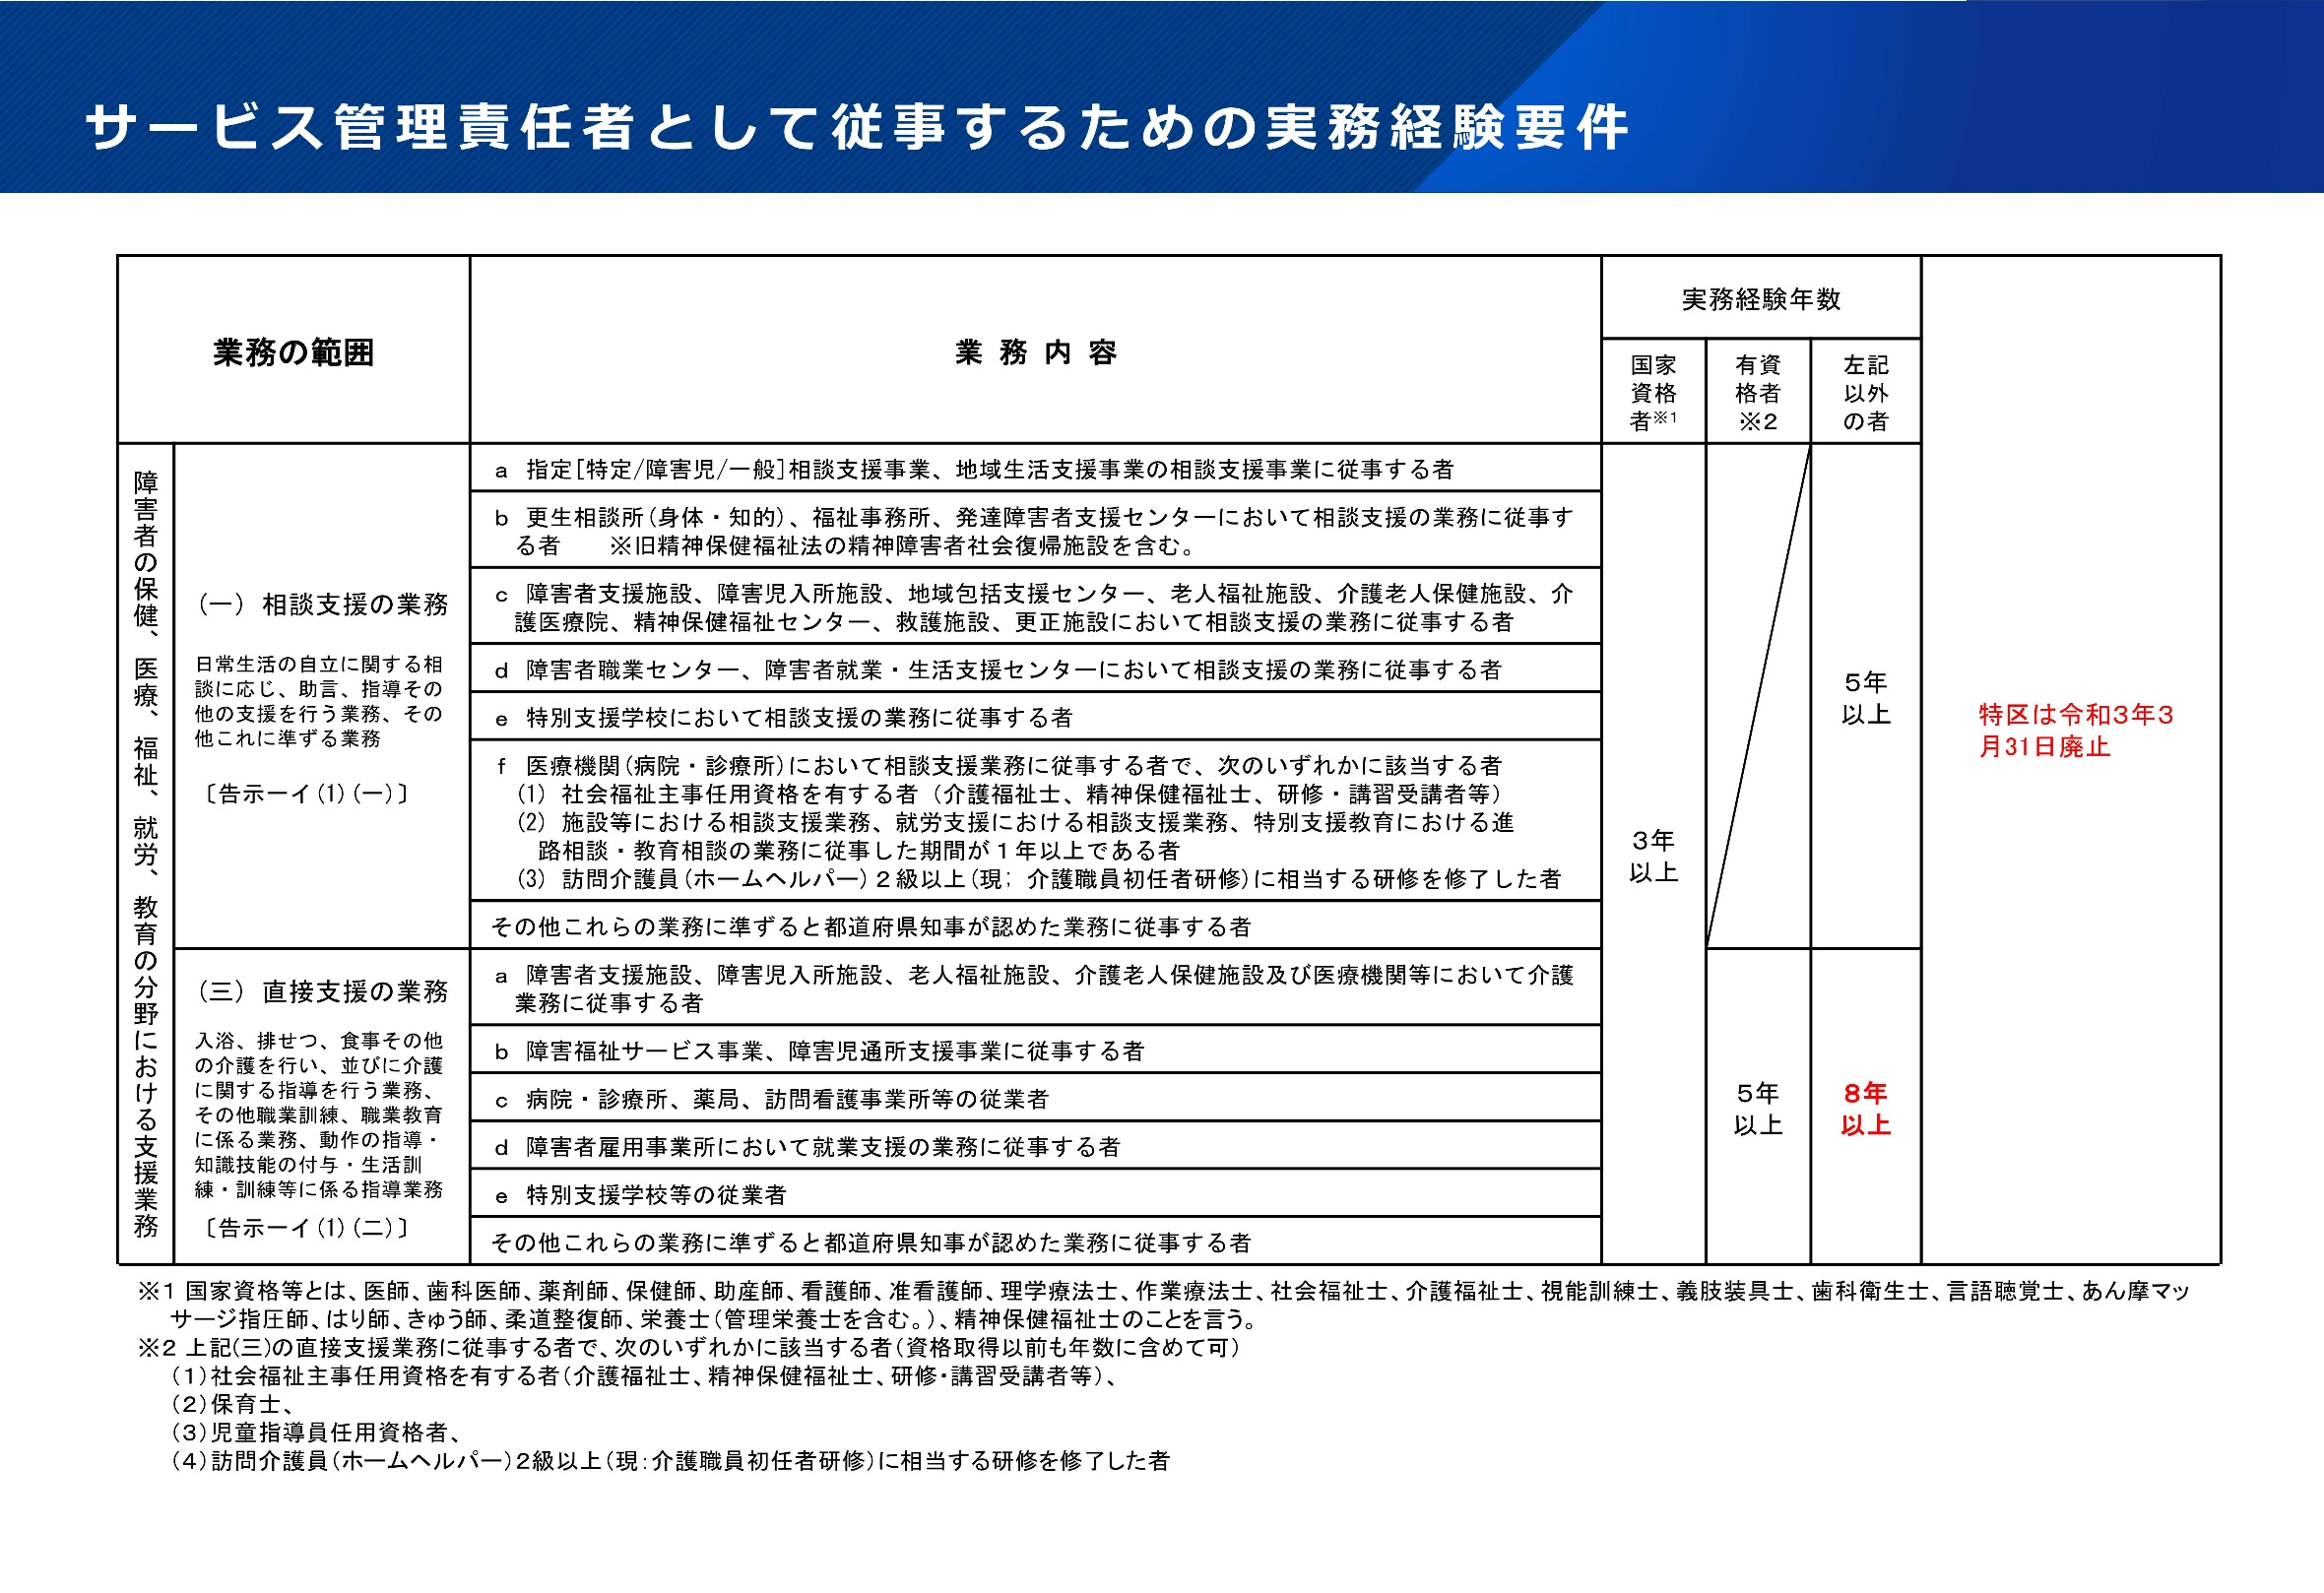 サービス管理責任者として従事するための実務経験要件
業務の範囲
業務内容
実務経験年数
国家
資格
者※1
有資
格者
※2
左記
以外
の者
障害者の保健、医療、福祉、就労、教育の分野における支援業務
(一) 相談支援の業務
日常生活の自立に関する相
談に応じ、助言、指導その
他の支援を行う業務、その
他これに準ずる業務
〔告示一イ(1)(一)〕
a 指定[特定/障害児/一般]相談支援事業、地域生活支援事業の相談支援事業に従事する者
b 更生相談所(身体・知的)、福祉事務所、発達障害者支援センターにおいて相談支援の業務に従事す
る者 ※旧精神保健福祉法の精神障害者社会復帰施設を含む。
c 障害者支援施設、障害児入所施設、地域包括支援センター、老人福祉施設、介護老人保健施設、介
護医療院、精神保健福祉センター、救護施設、更正施設において相談支援の業務に従事する者
d 障害者職業センター、障害者就業・生活支援センターにおいて相談支援の業務に従事する者
e 特別支援学校において相談支援の業務に従事する者
f 医療機関(病院・診療所)において相談支援業務に従事する者で、次のいずれかに該当する者
(1) 社会福祉主事任用資格を有する者(介護福祉士、精神保健福祉士、研修・講習受講者等)
(2) 施設等における相談支援業務、就労支援における相談支援業務、特別支援教育における進
路相談・教育相談の業務に従事した期間が1年以上である者
(3) 訪問介護員(ホームヘルパー)2級以上(現; 介護職員初任者研修)に相当する研修を修了した者
その他これらの業務に準ずると都道府県知事が認めた業務に従事する者
3年
以上
5年
以上
特区は令和3年3
月31日廃止
(三) 直接支援の業務
入浴、排せつ、食事その他
の介護を行い、並びに介護
に関する指導を行う業務、
その他職業訓練、職業教育
に係る業務、動作の指導・
知識技能の付与・生活訓
練・訓練等に係る指導業務
〔告示一イ(1)(二)〕
a 障害者支援施設、障害児入所施設、老人福祉施設、介護老人保健施設及び医療機関等において介護
業務に従事する者
b 障害福祉サービス事業、障害児通所支援事業に従事する者
c 病院・診療所、薬局、訪問看護事業所等の従業者
d 障害者雇用事業所において就業支援の業務に従事する者
e 特別支援学校等の従業者
その他これらの業務に準ずると都道府県知事が認めた業務に従事する者
5年
以上
8年
以上
※1 国家資格等とは、医師、歯科医師、薬剤師、保健師、助産師、看護師、准看護師、理学療法士、作業療法士、社会福祉士、介護福祉士、視能訓練士、義肢装具士、歯科衛生士、言語聴覚士、あん摩マッ
サージ指圧師、はり師、きゅう師、柔道整復師、栄養士(管理栄養士を含む。)、精神保健福祉士のことを言う。
※2 上記(三)の直接支援業務に従事する者で、次のいずれかに該当する者(資格取得以前も年数に含めて可)
(1)社会福祉主事任用資格を有する者(介護福祉士、精神保健福祉士、研修・講習受講者等)、
(2)保育士、
(3)児童指導員任用資格者、
(4)訪問介護員(ホームヘルパー)2級以上(現:介護職員初任者研修)に相当する研修を修了した者